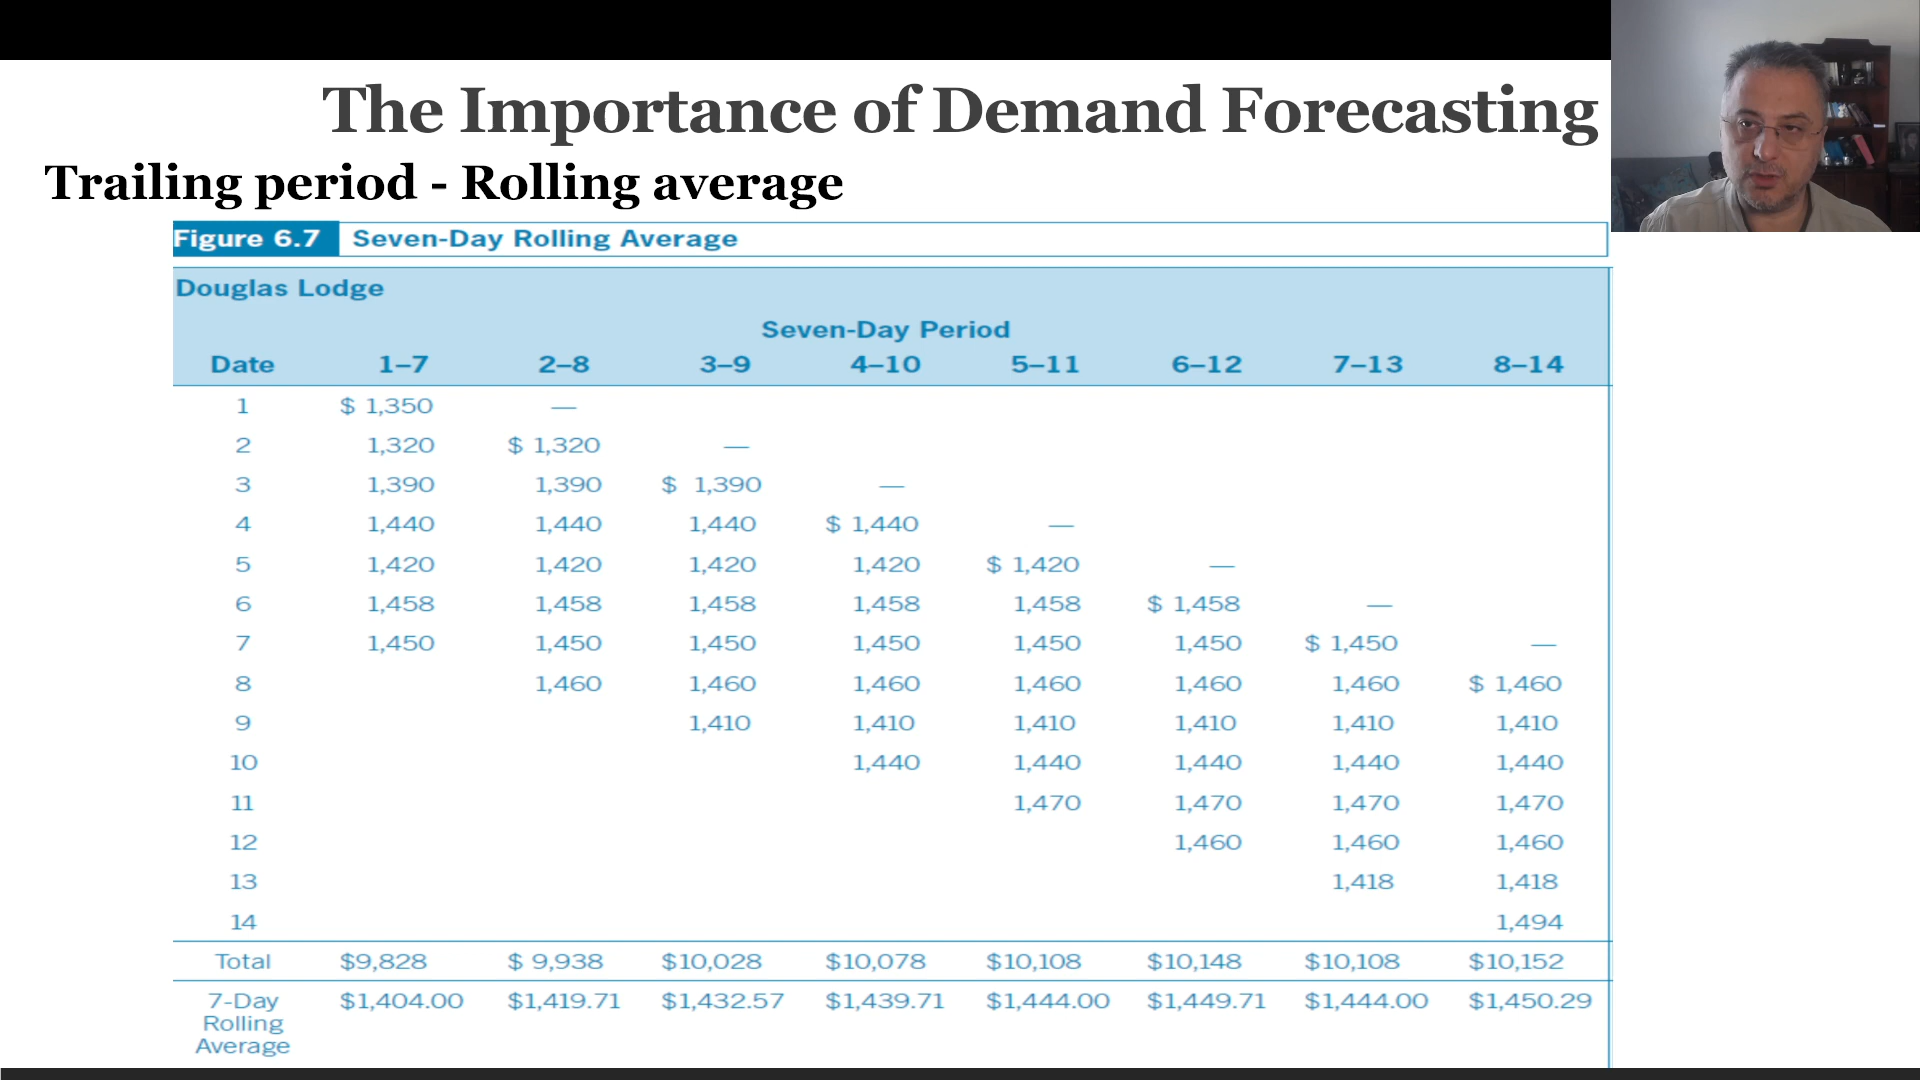 The Importance of Demand Forecasting
Trailing period - Rolling average
Figure 6.7 Seven-Day Rolling Average
Douglas Lodge
Seven-Day Period
Date 1–7 2–8 3–9 4–10 5–11 6–12 7–13 8–14
1 $ 1,350 —
2 1,320 $ 1,320 —
3 1,390 1,390 $ 1,390 —
4 1,440 1,440 1,440 $ 1,440 —
5 1,420 1,420 1,420 1,420 $ 1,420 —
6 1,458 1,458 1,458 1,458 1,458 $ 1,458 —
7 1,450 1,450 1,450 1,450 1,450 1,450 $ 1,450 —
8 1,460 1,460 1,460 1,460 1,460 1,460 $ 1,460
9 1,410 1,410 1,410 1,410 1,410 1,410
10 1,440 1,440 1,440 1,440 1,440
11 1,470 1,470 1,470 1,470
12 1,460 1,460 1,460
13 1,418 1,418
14 1,494
Total $9,828 $ 9,938 $10,028 $10,078 $10,108 $10,148 $10,108 $10,152
7-Day $1,404.00 $1,419.71 $1,432.57 $1,439.71 $1,444.00 $1,449.71 $1,444.00 $1,450.29
Rolling
Average